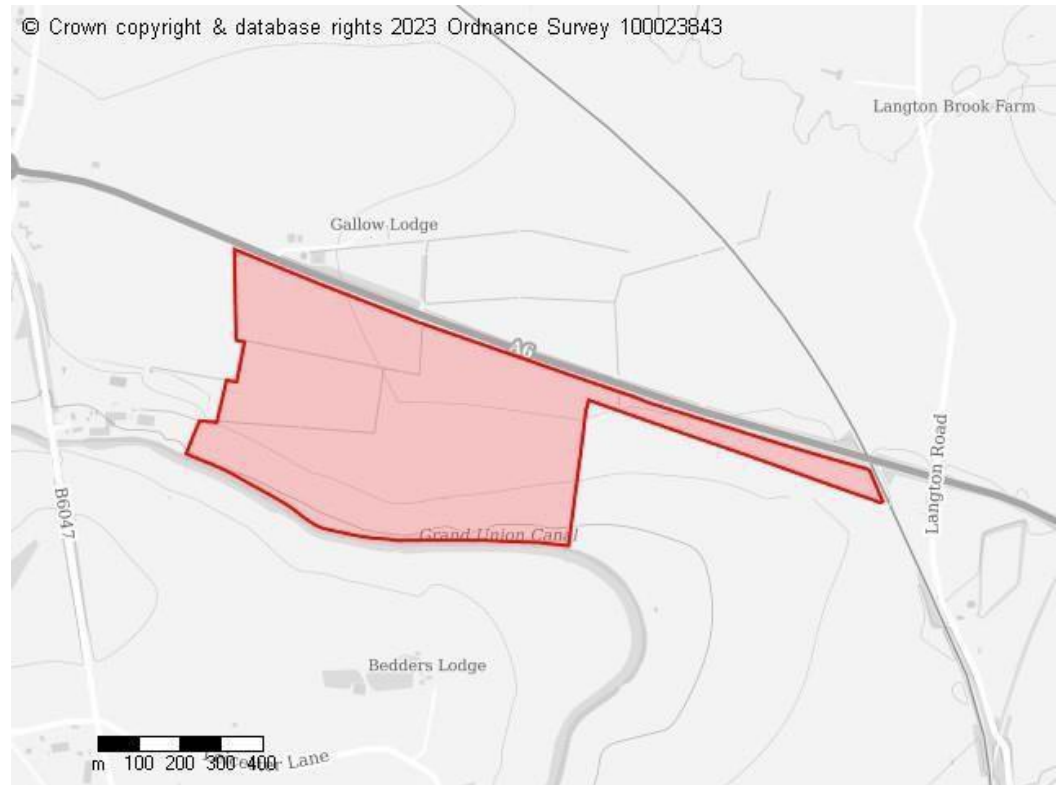 © Crown copyright & database rights 2023 Ordnance Survey 100023843
Langton Brook Farm
Gallow Lodge
A6
Langton Road
B6047
Grand Union Canal
Bedders Lodge
m 100 200 300 400
Lane